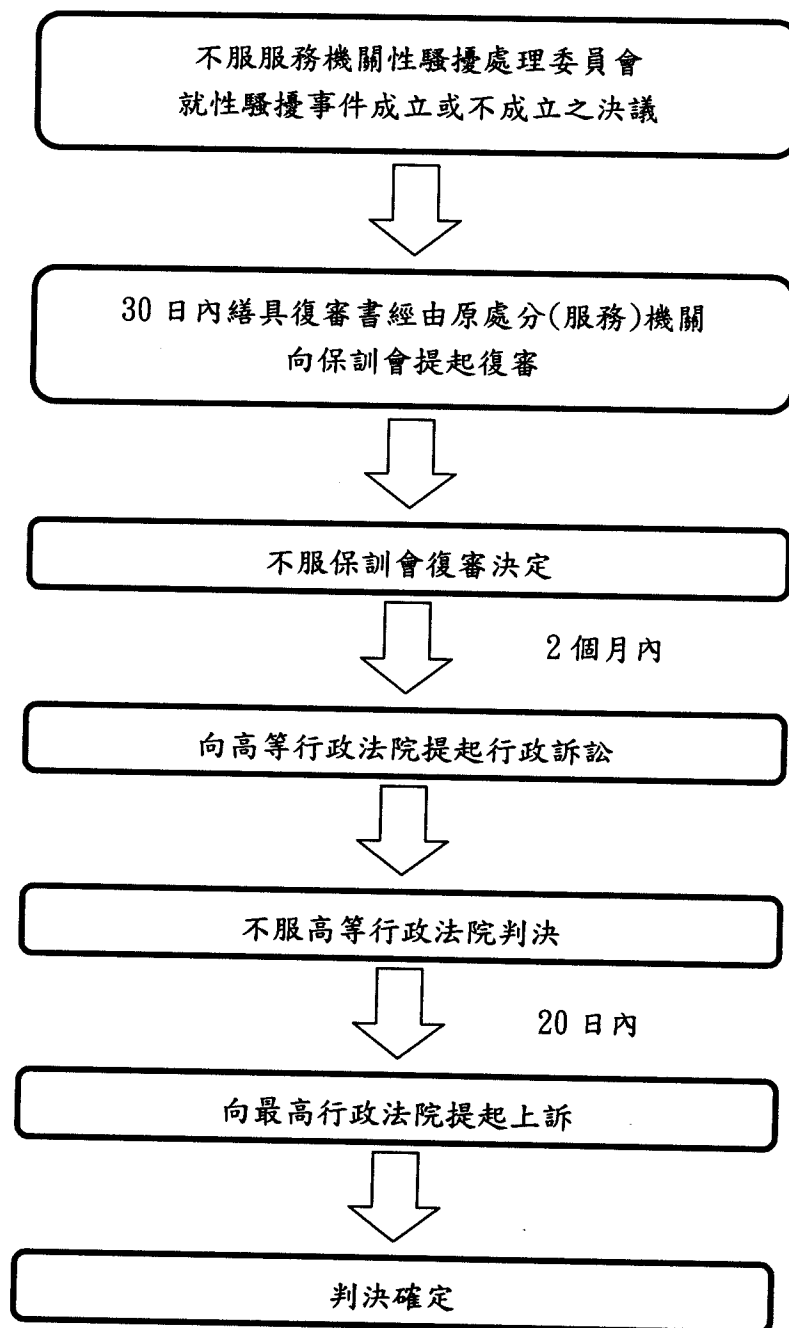 不服服務機關性騷擾處理委員會
就性騷擾事件成立或不成立之決議
30 日內繕具復審書經由原處分(服務)機關
向保訓會提起復審
不服保訓會復審決定
2 個月內
向高等行政法院提起行政訴訟
不服高等行政法院判決
20 日內
向最高行政法院提起上訴
判決確定